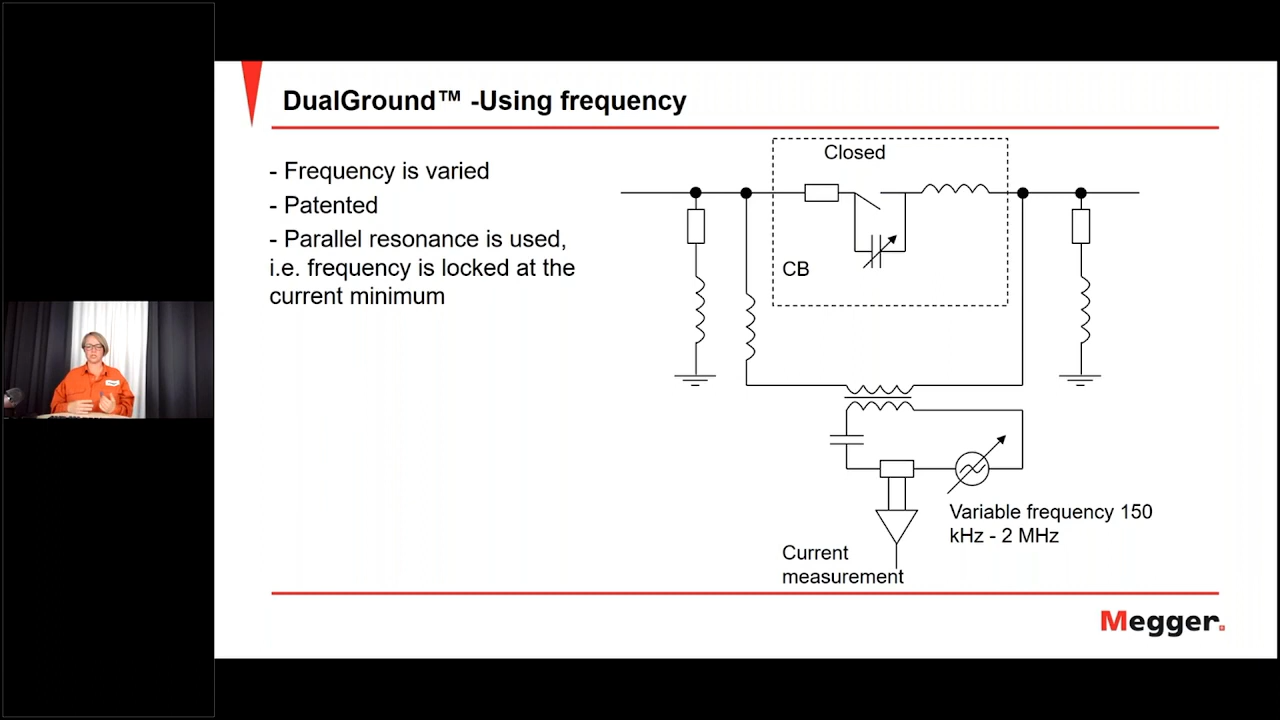 DualGround™ -Using frequency
- Frequency is varied
- Patented
- Parallel resonance is used,
i.e. frequency is locked at the
current minimum
Closed
CB
Variable frequency 150
kHz - 2 MHz
Current
measurement
Megger.